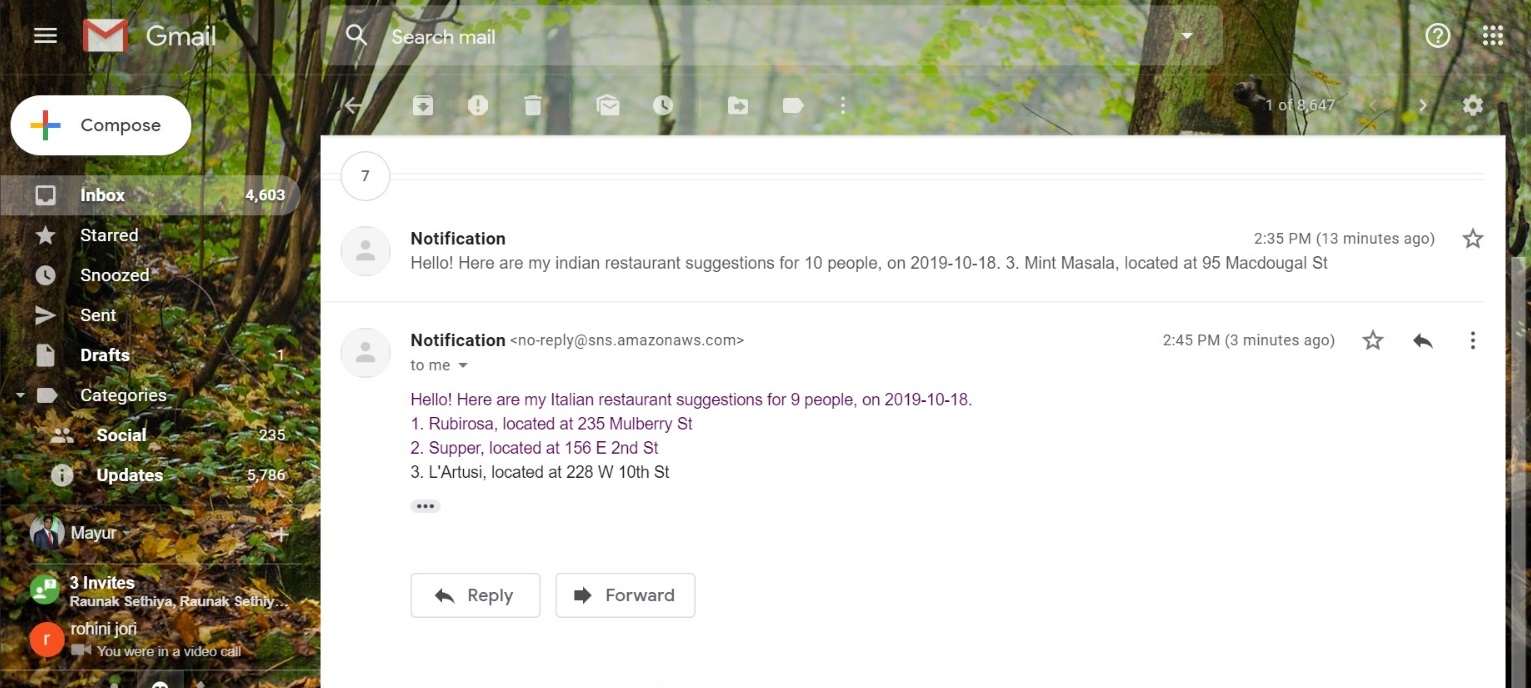 Gmail
Search mail
1 of 8,647
Compose
Inbox 4,603
Starred
Snoozed
Sent
Drafts 1
Categories
Social 235
Updates 5,786
Mayur
3 Invites
Raunak Sethiya, Raunak Sethiy...
r
rohini jori
You were in a video call
7
Notification 2:35 PM (13 minutes ago)
Hello! Here are my indian restaurant suggestions for 10 people, on 2019-10-18. 3. Mint Masala, located at 95 Macdougal St
Notification <no-reply@sns.amazonaws.com> 2:45 PM (3 minutes ago)
to me
Hello! Here are my Italian restaurant suggestions for 9 people, on 2019-10-18.
1. Rubirosa, located at 235 Mulberry St
2. Supper, located at 156 E 2nd St
3. L'Artusi, located at 228 W 10th St
Reply
Forward